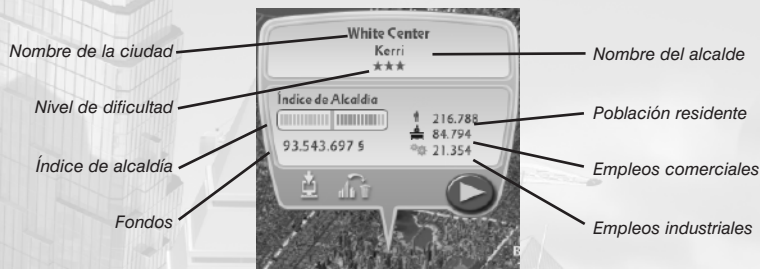 Nombre de la ciudad
Nivel de dificultad
Índice de alcaldía
Fondos
White Center
Kerri
★★★
Índice de Alcaldía
93.543.697 §
216.788
84.794
21.354
B
Nombre del alcalde
Población residente
Empleos comerciales
Empleos industriales